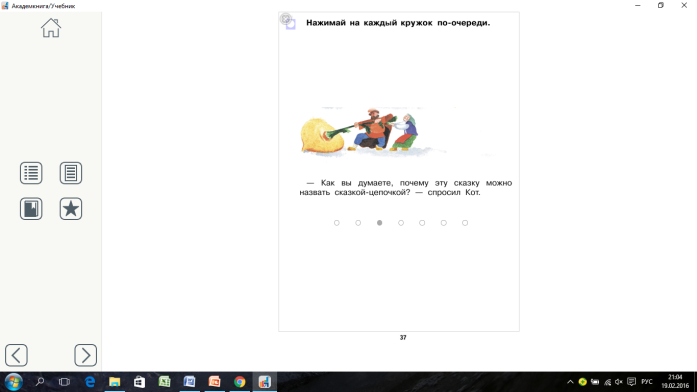 Академкнига/Учебник
Нажимай на каждый кружок по-очереди.
— Как вы думаете, почему эту сказку можно
назвать сказкой-цепочкой? — спросил Кот.
37
21:04
РУС
19.02.2016